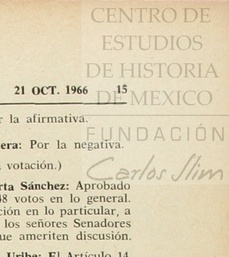 CENTRO DE
ESTUDIOS
DE HISTORIA
DE MEXICO
21 OCT. 1966 15
r la afirmativa.
FUNDACIÓN
era: Por la negativa.
Carlos Slim
votación.)
rta Sánchez: Aprobado
48 votos en lo general.
ción en lo particular, a
los señores Senadores
ue ameriten discusión.
Uribe: El Artículo 14